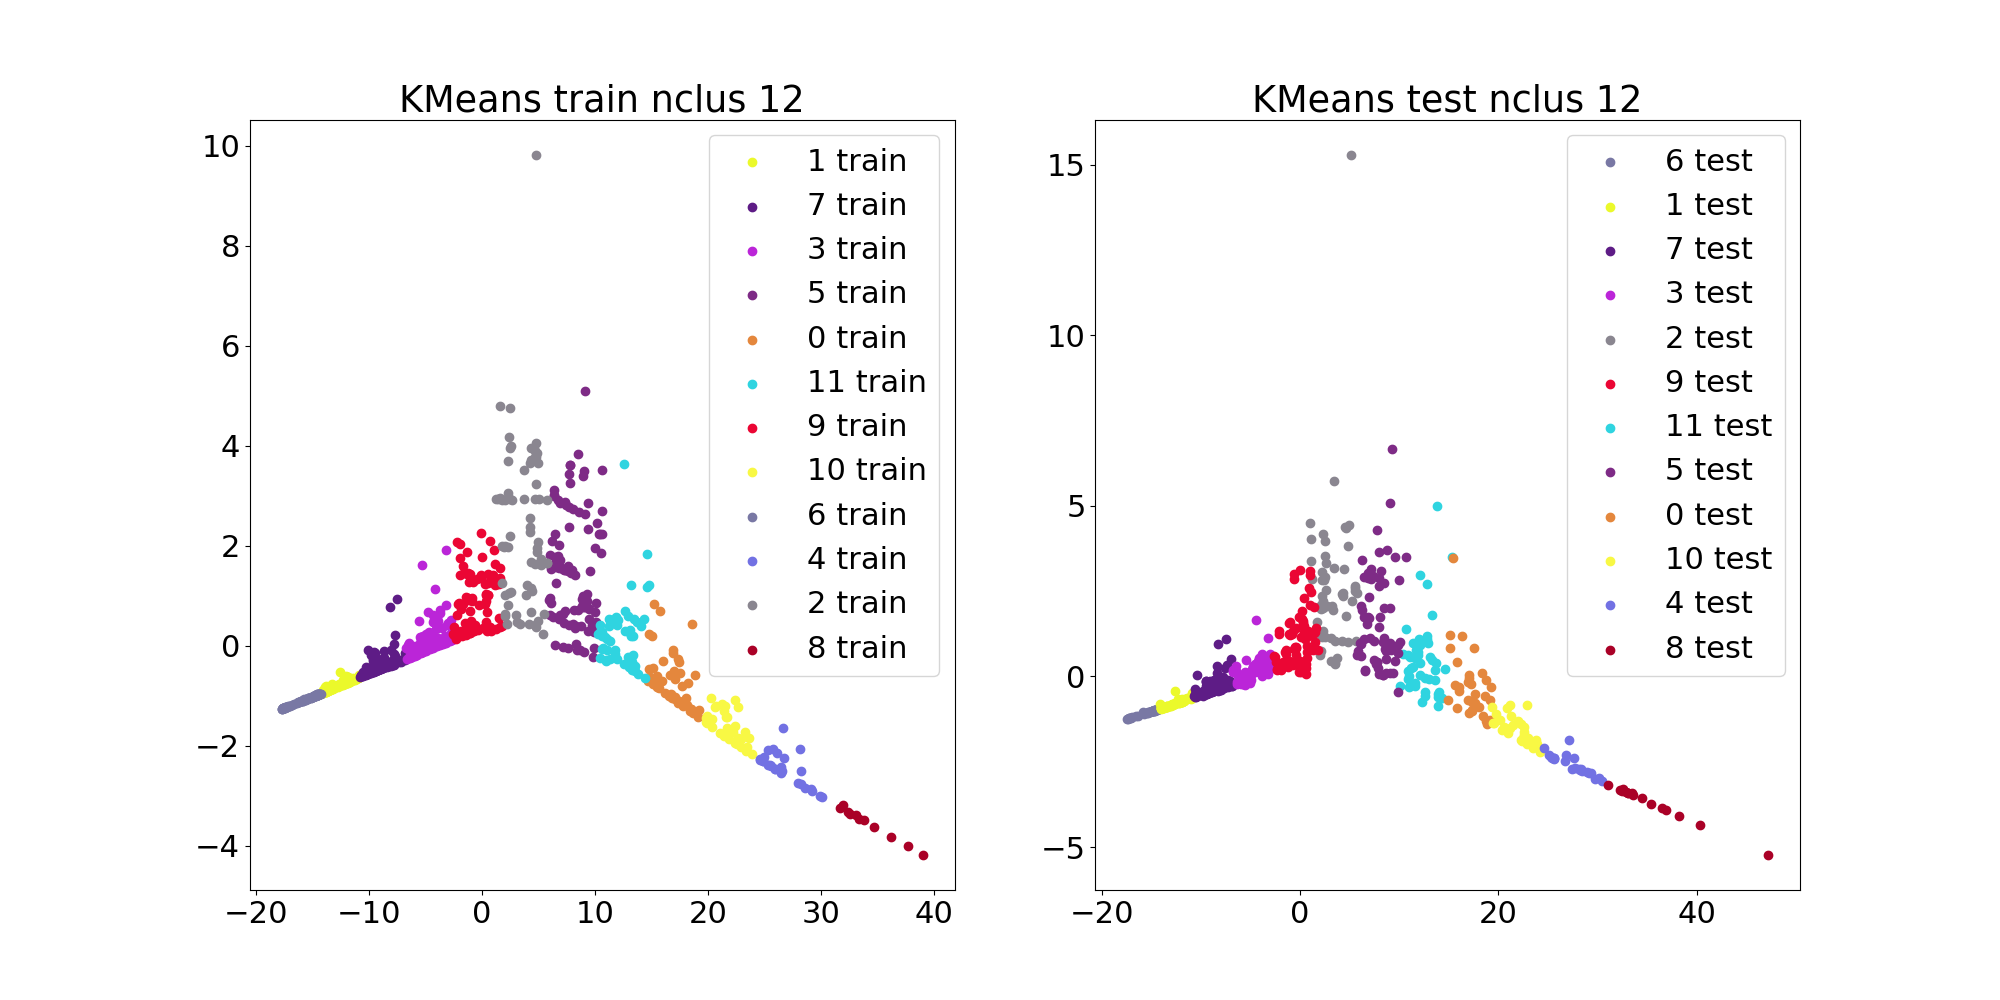 KMeans train nclus 12
10
8
6
4
2
0
−2
−4
−20
−10
0
10
20
30
40
1 train
7 train
3 train
5 train
0 train
11 train
9 train
10 train
6 train
4 train
2 train
8 train
KMeans test nclus 12
15
10
5
0
−5
−20
0
20
40
6 test
1 test
7 test
3 test
2 test
9 test
11 test
5 test
0 test
10 test
4 test
8 test